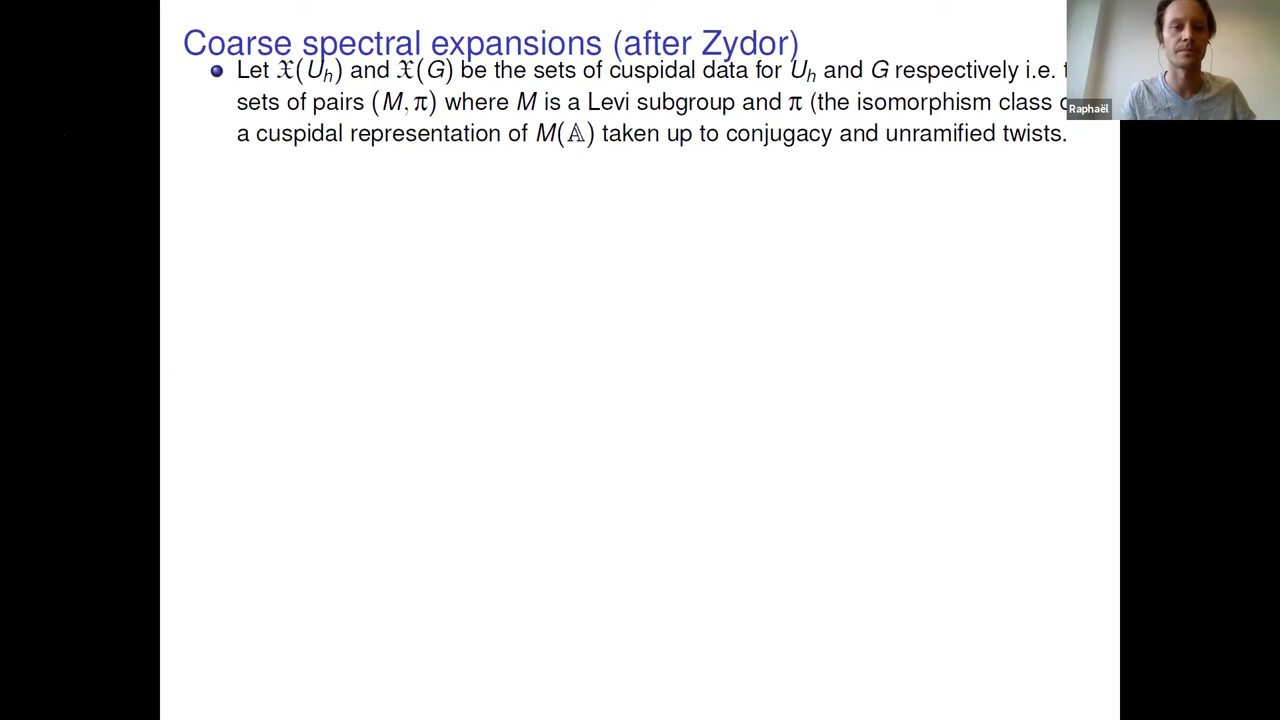 Coarse spectral expansions (after Zydor)
Let 𝔛(U_h) and 𝔛(G) be the sets of cuspidal data for U_h and G respectively i.e.
sets of pairs (M, π) where M is a Levi subgroup and π (the isomorphism class
a cuspidal representation of M(𝔸) taken up to conjugacy and unramified twists.
Raphaël